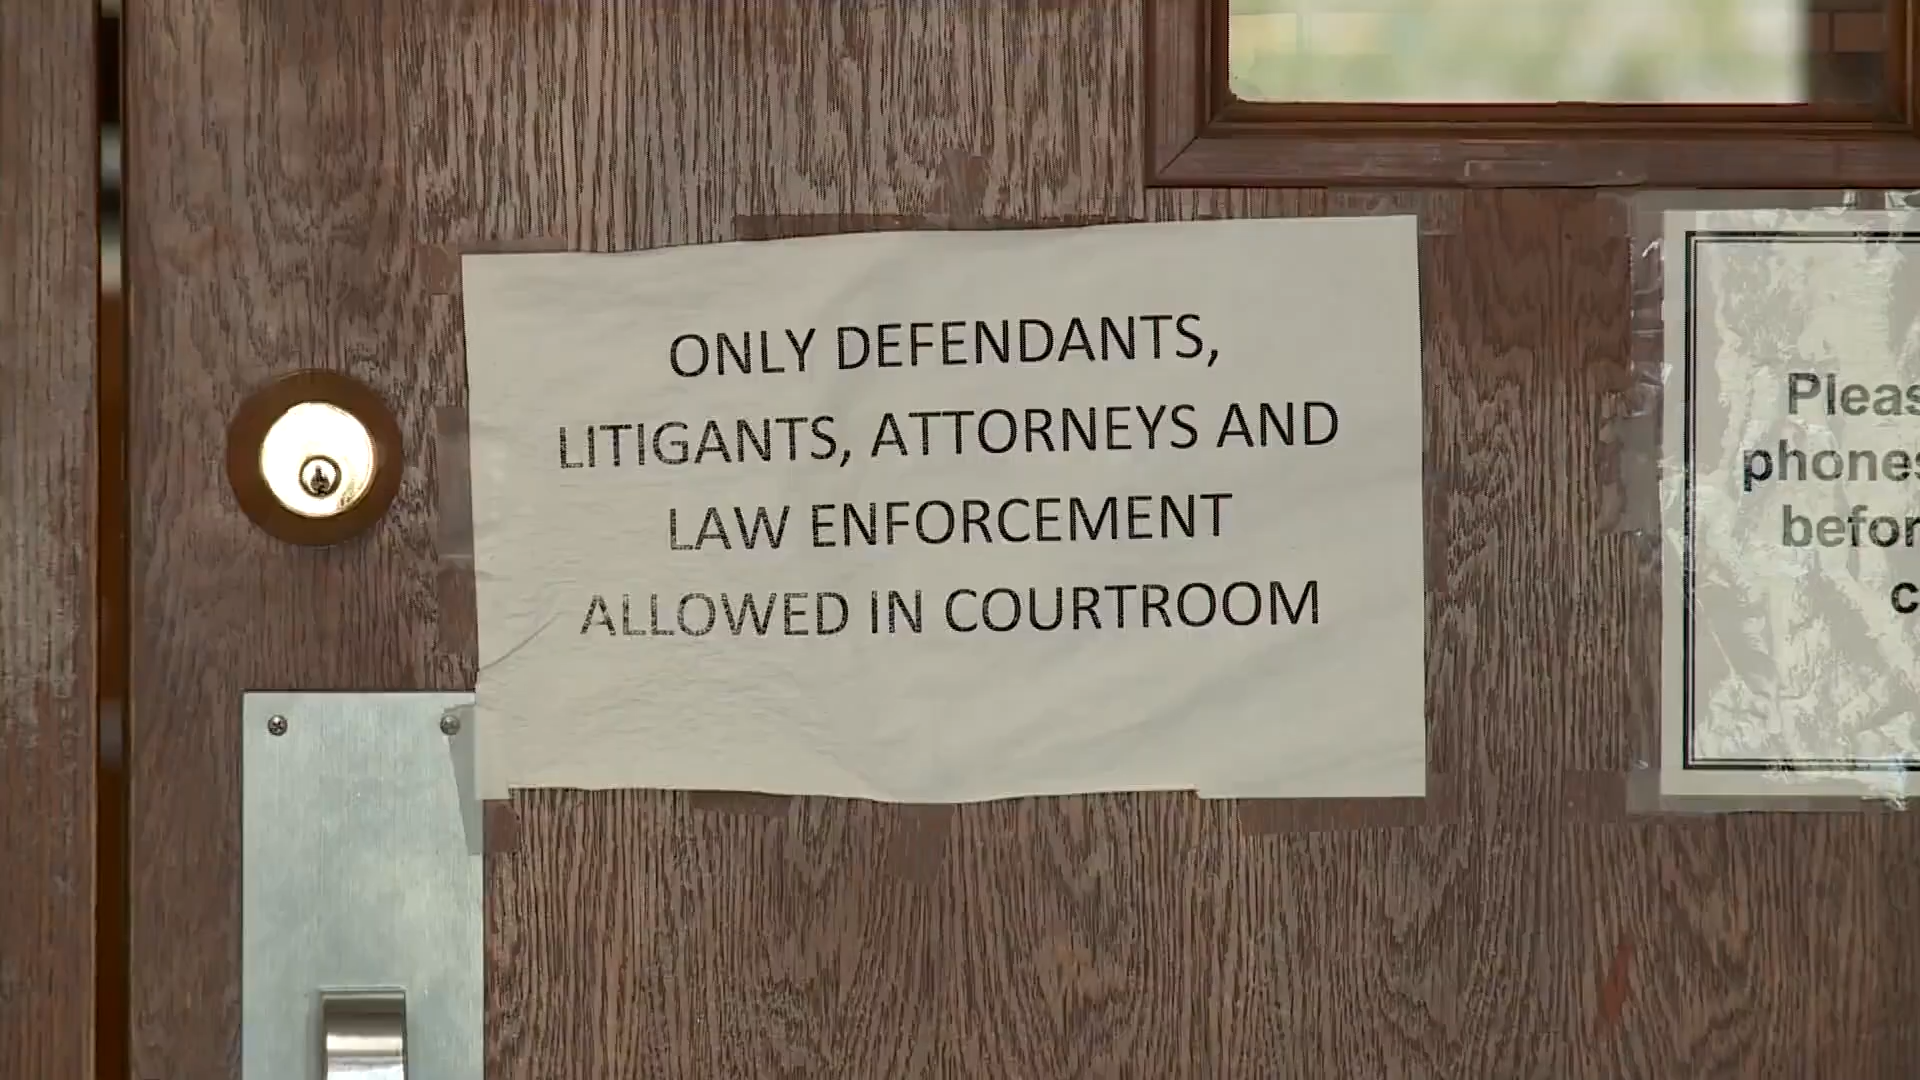 ONLY DEFENDANTS,
LITIGANTS, ATTORNEYS AND
LAW ENFORCEMENT
ALLOWED IN COURTROOM